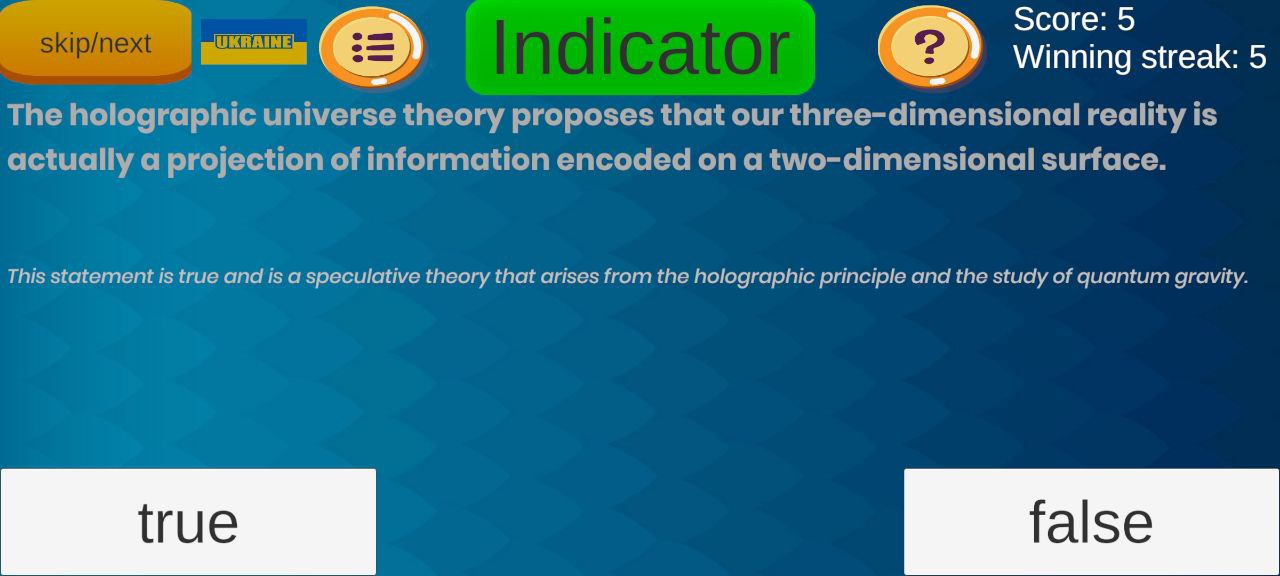 skip/next
UKRAINE
Indicator
?
Score: 5
Winning streak: 5
The holographic universe theory proposes that our three-dimensional reality is
actually a projection of information encoded on a two-dimensional surface.
This statement is true and is a speculative theory that arises from the holographic principle and the study of quantum gravity.
true
false